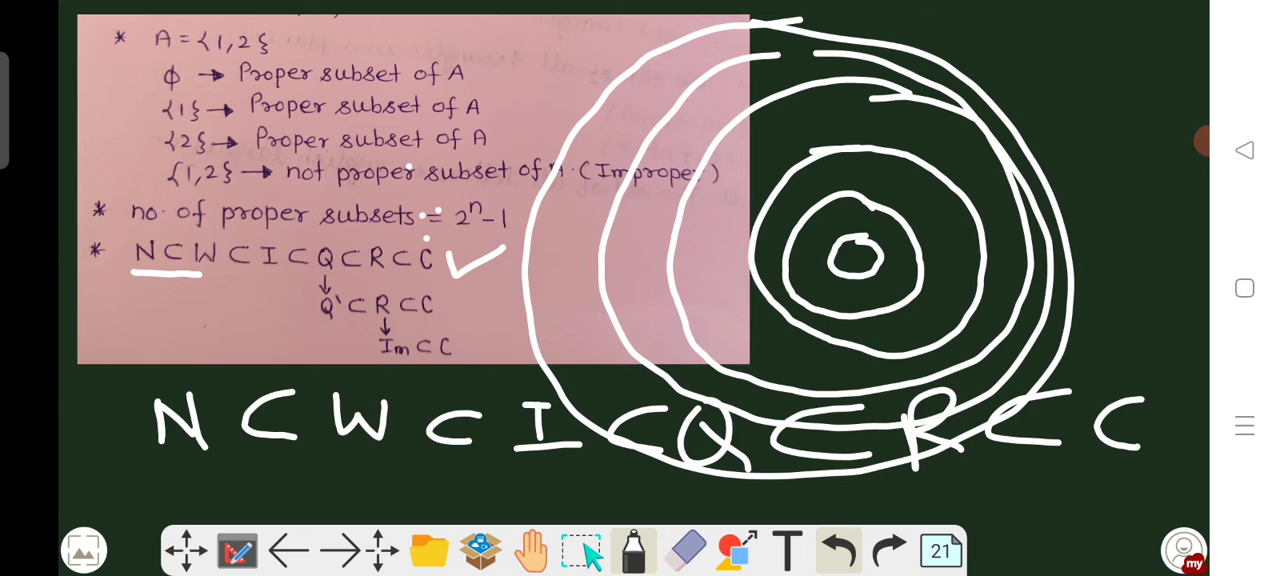 * A = {1,2}
ϕ → Proper subset of A
{1} → Proper subset of A
{2} → Proper subset of A
{1,2} → not proper subset of A. (Improper)
* no. of proper subsets = 2ⁿ-1
* N ⊂ W ⊂ I ⊂ Q ⊂ R ⊂ C
↓
Q' ⊂ R ⊂ C
↓
Im ⊂ C
N ⊂ W ⊂ I ⊂ Q ⊂ R ⊂ C
T
21
my